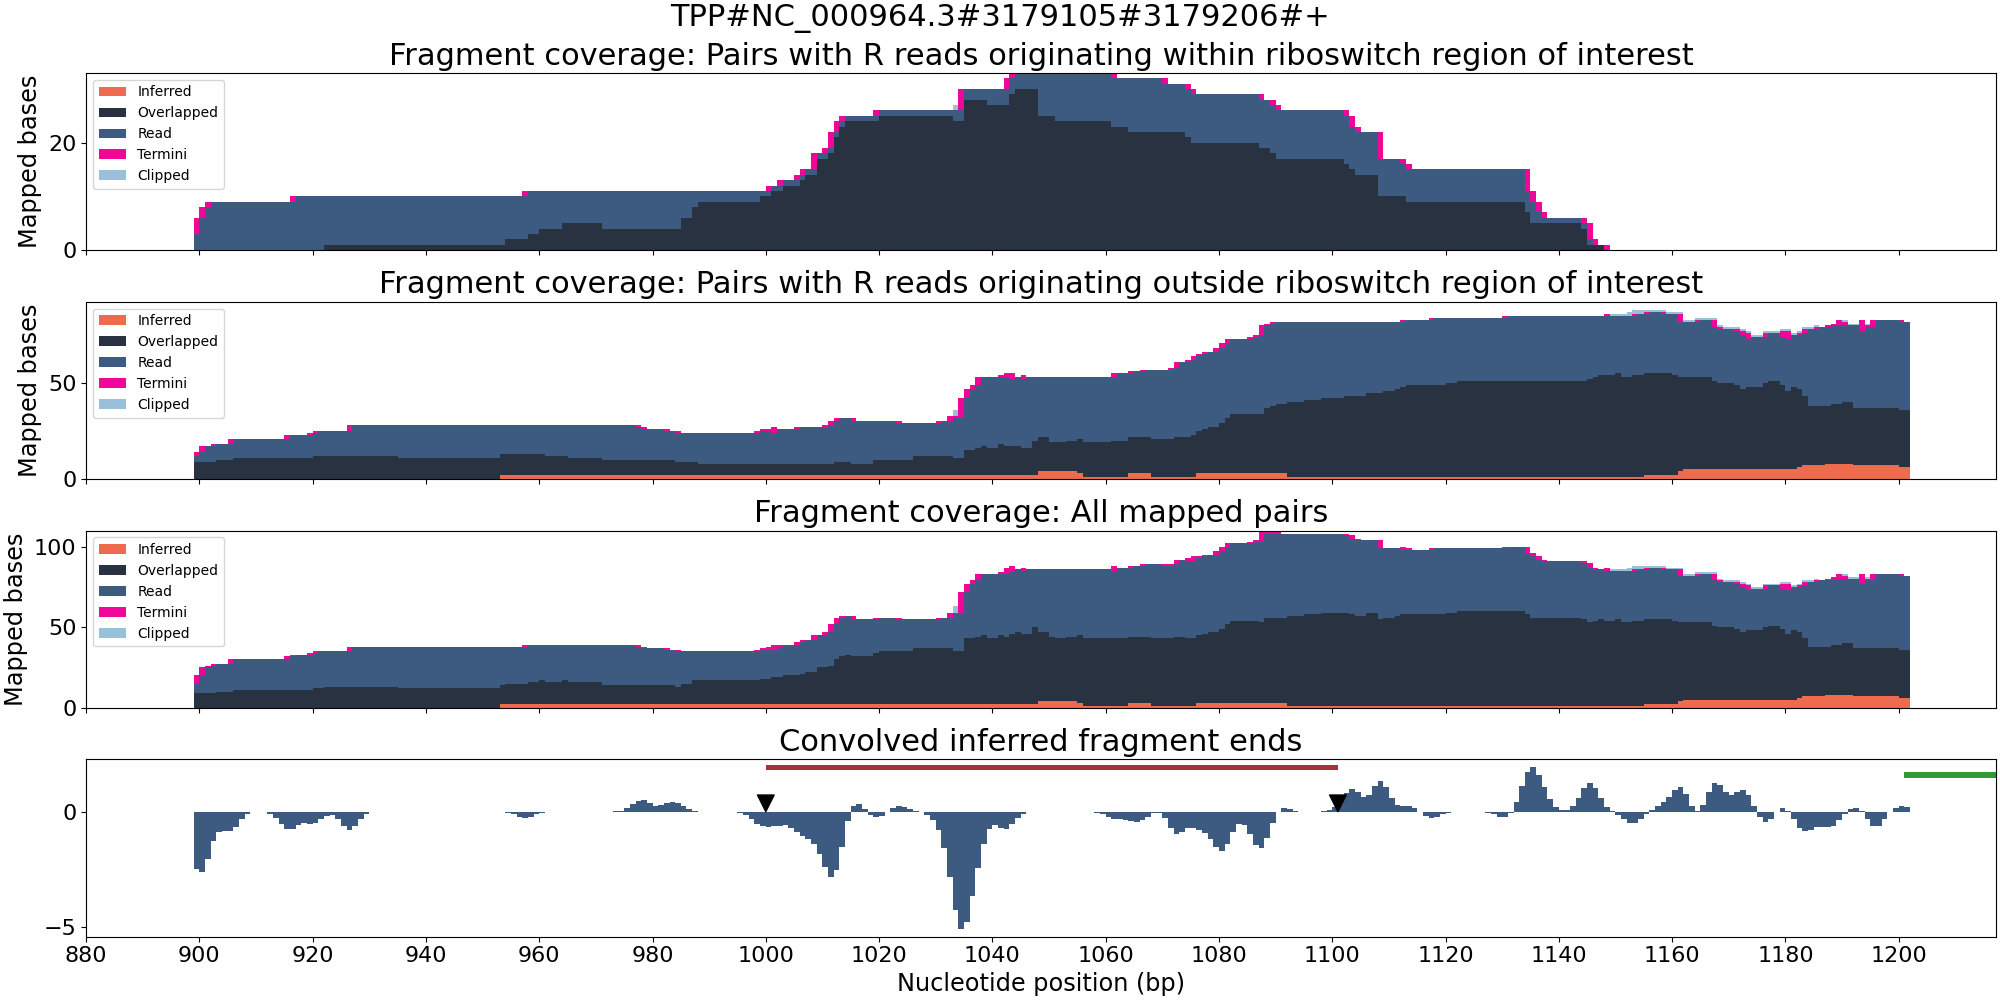 TPP#NC_000964.3#3179105#3179206#+
Fragment coverage: Pairs with R reads originating within riboswitch region of interest
Mapped bases
20
0
Inferred
Overlapped
Read
Termini
Clipped
Fragment coverage: Pairs with R reads originating outside riboswitch region of interest
Mapped bases
50
0
Inferred
Overlapped
Read
Termini
Clipped
Fragment coverage: All mapped pairs
Mapped bases
100
50
0
Inferred
Overlapped
Read
Termini
Clipped
Convolved inferred fragment ends
0
−5
880 900 920 940 960 980 1000 1020 1040 1060 1080 1100 1120 1140 1160 1180 1200
Nucleotide position (bp)